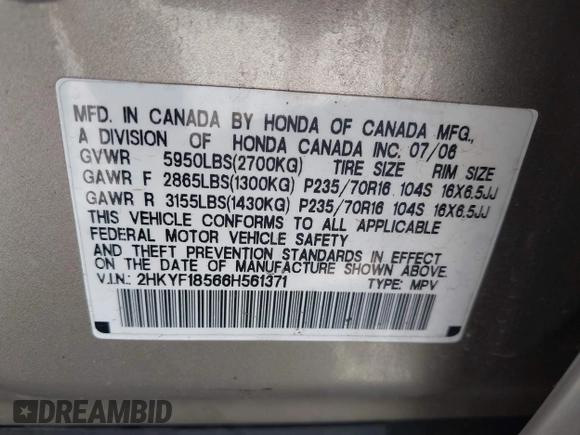 MFD. IN CANADA BY HONDA OF CANADA MFG.,
A DIVISION OF HONDA CANADA INC. 07/06
GVWR 5950LBS(2700KG) TIRE SIZE RIM SIZE
GAWR F 2865LBS(1300KG) P235/70R16 104S 16X6.5JJ
GAWR R 3155LBS(1430KG) P235/70R16 104S 16X6.5JJ
THIS VEHICLE CONFORMS TO ALL APPLICABLE
FEDERAL MOTOR VEHICLE SAFETY
AND THEFT PREVENTION STANDARDS IN EFFECT
ON THE DATE OF MANUFACTURE SHOWN ABOVE.
V.I.N.: 2HKYF18566H561371 TYPE: MPV
DREAMBID